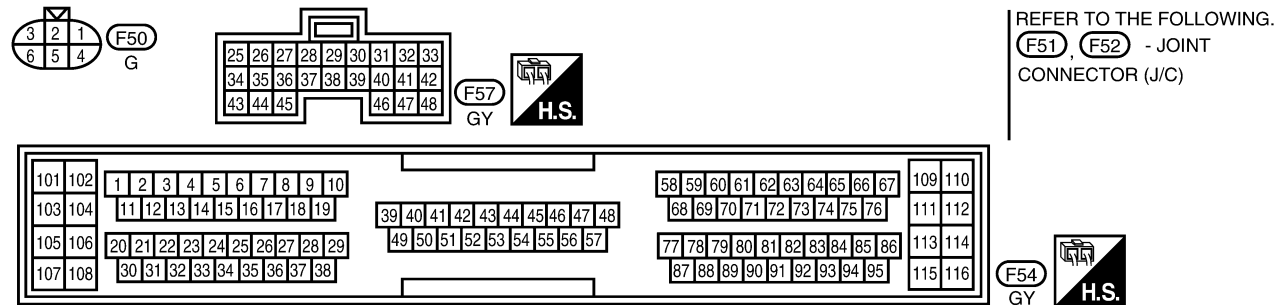 3 2 1
6 5 4
F50
G
25 26 27 28 29 30 31 32 33
34 35 36 37 38 39 40 41 42
43 44 45 46 47 48
F57
GY
H.S.
REFER TO THE FOLLOWING.
F51 , F52 - JOINT
CONNECTOR (J/C)
101 102
103 104
105 106
107 108
1 2 3 4 5 6 7 8 9 10
11 12 13 14 15 16 17 18 19
20 21 22 23 24 25 26 27 28 29
30 31 32 33 34 35 36 37 38
39 40 41 42 43 44 45 46 47 48
49 50 51 52 53 54 55 56 57
58 59 60 61 62 63 64 65 66 67
68 69 70 71 72 73 74 75 76
77 78 79 80 81 82 83 84 85 86
87 88 89 90 91 92 93 94 95
109 110
111 112
113 114
115 116
F54
GY
H.S.